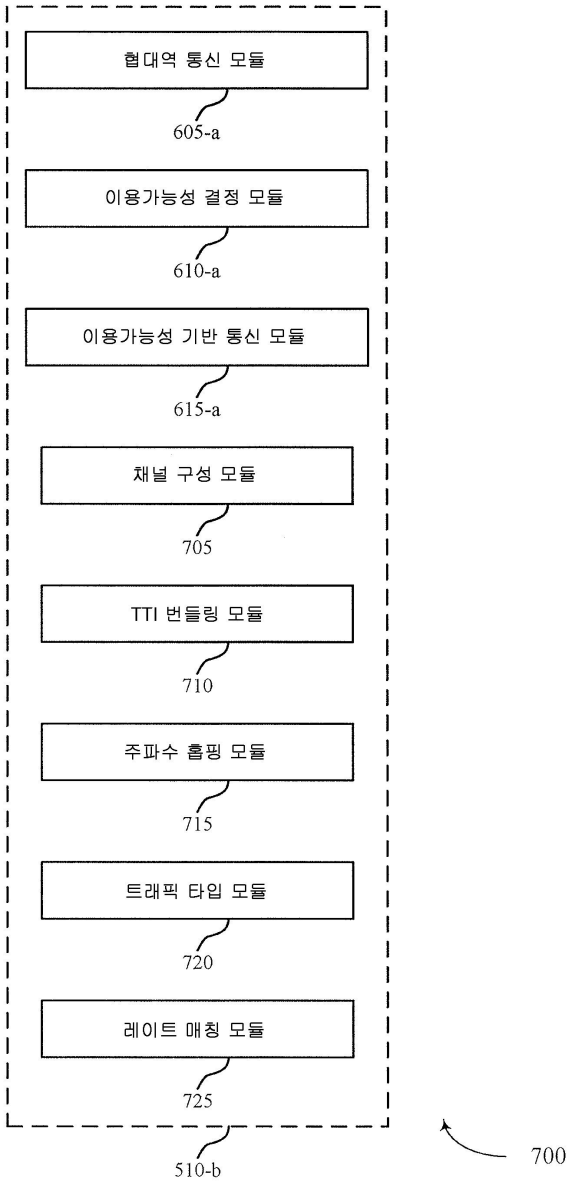 협대역 통신 모듈
605-a
이용가능성 결정 모듈
610-a
이용가능성 기반 통신 모듈
615-a
채널 구성 모듈
705
TTI 번들링 모듈
710
주파수 홉핑 모듈
715
트래픽 타입 모듈
720
레이트 매칭 모듈
725
510-b
700